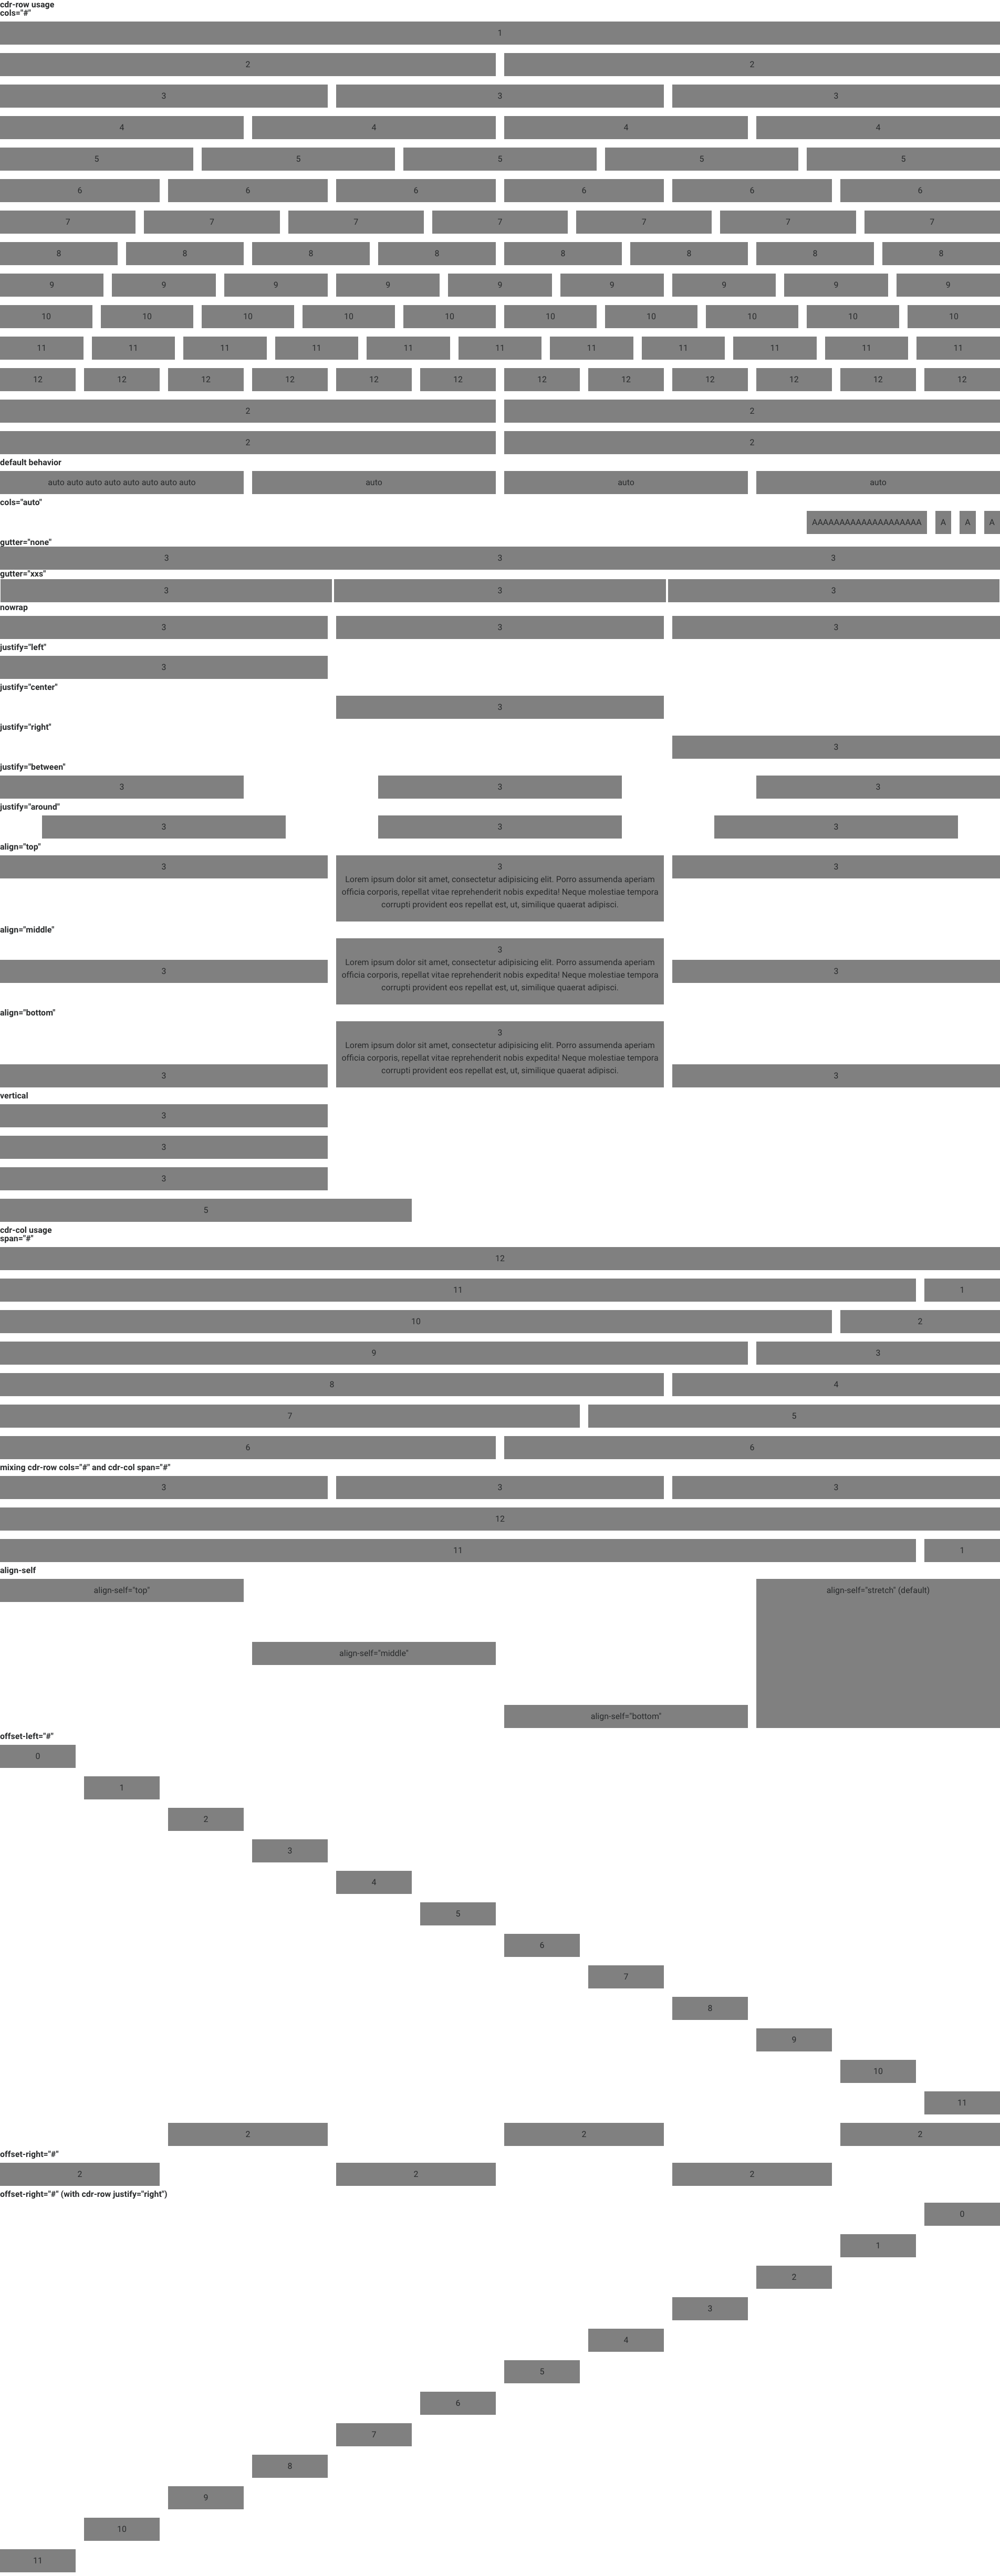 cdr-row usage
cols="#"
1
2 2
3 3 3
4 4 4 4
5 5 5 5 5
6 6 6 6 6 6
7 7 7 7 7 7 7
8 8 8 8 8 8 8 8
9 9 9 9 9 9 9 9 9
10 10 10 10 10 10 10 10 10 10
11 11 11 11 11 11 11 11 11 11 11
12 12 12 12 12 12 12 12 12 12 12 12
2 2
2 2
default behavior
auto auto auto auto auto auto auto auto auto auto auto
cols="auto"
AAAAAAAAAAAAAAAAAAAA A A A
gutter="none"
3 3 3
gutter="xxs"
3 3 3
nowrap
3 3 3
justify="left"
3
justify="center"
3
justify="right"
3
justify="between"
3 3 3
justify="around"
3 3 3
align="top"
3 3 3
Lorem ipsum dolor sit amet, consectetur adipisicing elit. Porro assumenda aperiam
officia corporis, repellat vitae reprehenderit nobis expedita! Neque molestiae tempora
corrupti provident eos repellat est, ut, similique quaerat adipisci.
align="middle"
3
Lorem ipsum dolor sit amet, consectetur adipisicing elit. Porro assumenda aperiam
3 3
officia corporis, repellat vitae reprehenderit nobis expedita! Neque molestiae tempora
corrupti provident eos repellat est, ut, similique quaerat adipisci.
align="bottom"
3
Lorem ipsum dolor sit amet, consectetur adipisicing elit. Porro assumenda aperiam
officia corporis, repellat vitae reprehenderit nobis expedita! Neque molestiae tempora
corrupti provident eos repellat est, ut, similique quaerat adipisci.
3 3
vertical
3
3
3
5
cdr-col usage
span="#"
12
11 1
10 2
9 3
8 4
7 5
6 6
mixing cdr-row cols="#" and cdr-col span="#"
3 3 3
12
11 1
align-self
align-self="top" align-self="stretch" (default)
align-self="middle"
align-self="bottom"
offset-left="#"
0
1
2
3
4
5
6
7
8
9
10
11
2 2 2
offset-right="#"
2 2 2
offset-right="#" (with cdr-row justify="right")
0
1
2
3
4
5
6
7
8
9
10
11